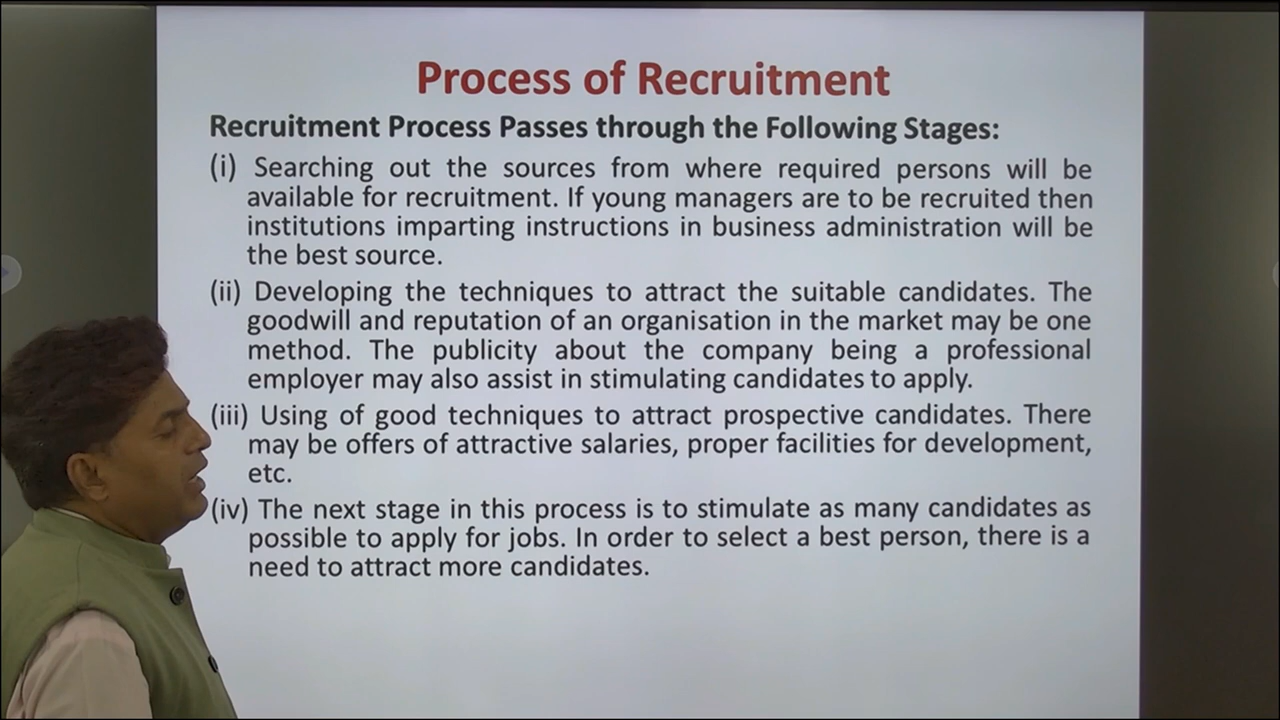 Process of Recruitment
Recruitment Process Passes through the Following Stages:
(i) Searching out the sources from where required persons will be
available for recruitment. If young managers are to be recruited then
institutions imparting instructions in business administration will be
the best source.
(ii) Developing the techniques to attract the suitable candidates. The
goodwill and reputation of an organisation in the market may be one
method. The publicity about the company being a professional
employer may also assist in stimulating candidates to apply.
(iii) Using of good techniques to attract prospective candidates. There
may be offers of attractive salaries, proper facilities for development,
etc.
(iv) The next stage in this process is to stimulate as many candidates as
possible to apply for jobs. In order to select a best person, there is a
need to attract more candidates.